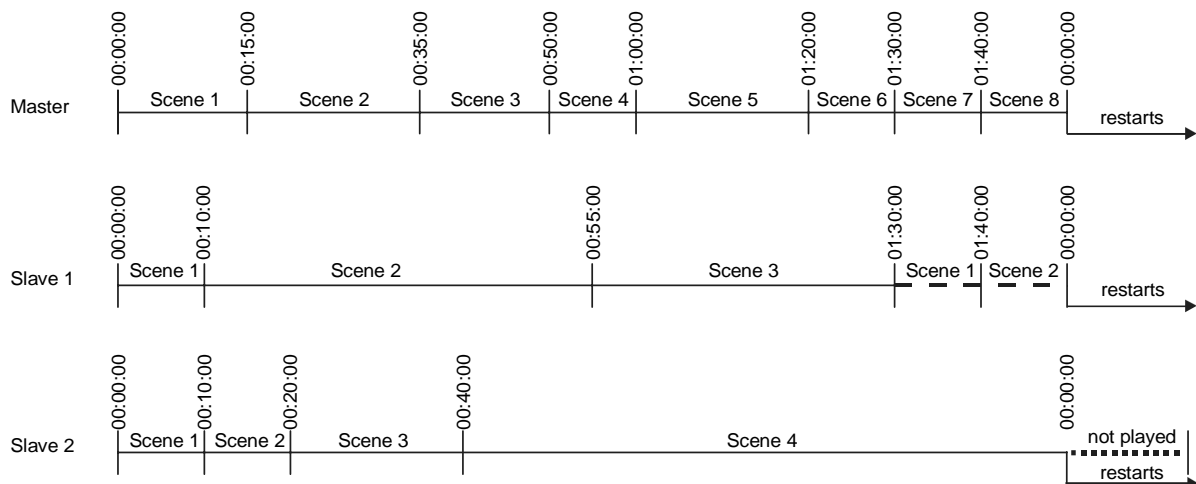 00:00:00 00:15:00 00:35:00 00:50:00 01:00:00 01:20:00 01:30:00 01:40:00 00:00:00
Master Scene 1 Scene 2 Scene 3 Scene 4 Scene 5 Scene 6 Scene 7 Scene 8
restarts
00:00:00 00:10:00 00:55:00 01:30:00 01:40:00 00:00:00
Slave 1 Scene 1 Scene 2 Scene 3 Scene 1 Scene 2
restarts
00:00:00 00:10:00 00:20:00 00:40:00 00:00:00
Slave 2 Scene 1 Scene 2 Scene 3 Scene 4 not played
restarts